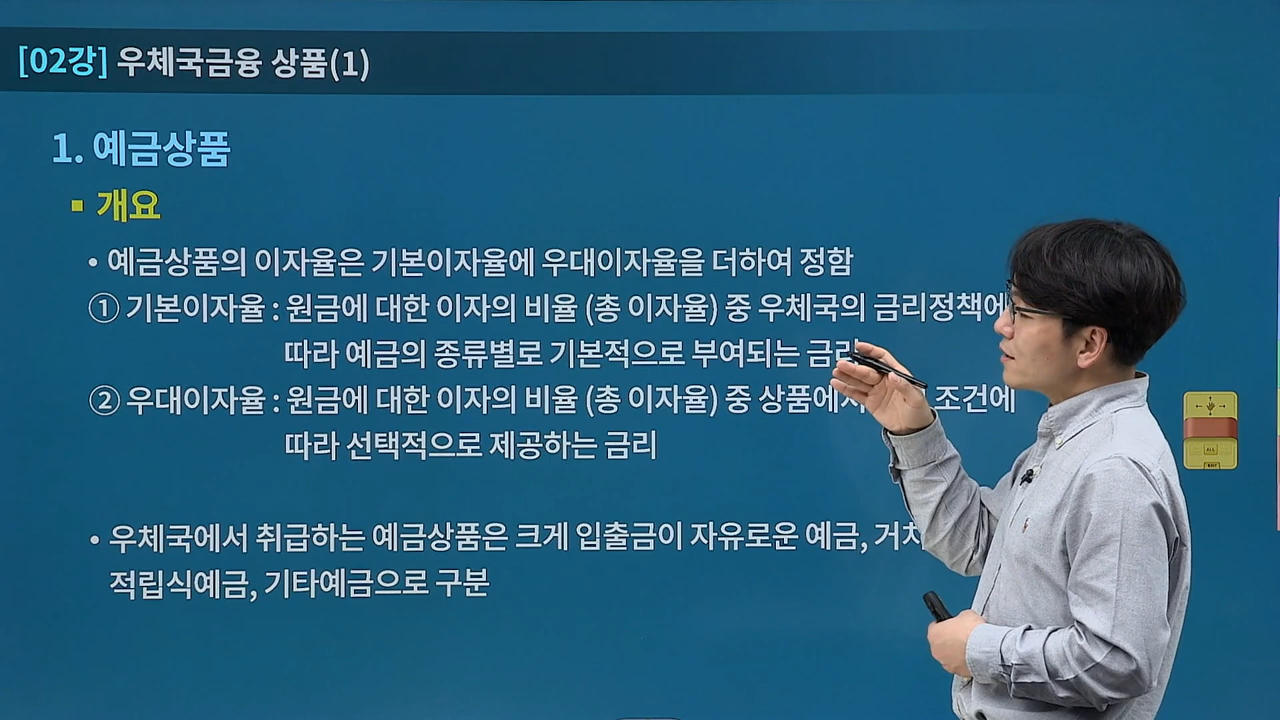 [02강] 우체국금융 상품(1)
1. 예금상품
▪ 개요
• 예금상품의 이자율은 기본이자율에 우대이자율을 더하여 정함
① 기본이자율 : 원금에 대한 이자의 비율 (총 이자율) 중 우체국의 금리정책에
따라 예금의 종류별로 기본적으로 부여되는 금리
② 우대이자율 : 원금에 대한 이자의 비율 (총 이자율) 중 상품에서 조건에
따라 선택적으로 제공하는 금리
• 우체국에서 취급하는 예금상품은 크게 입출금이 자유로운 예금,
적립식예금, 기타예금으로 구분
ALL
EXIT